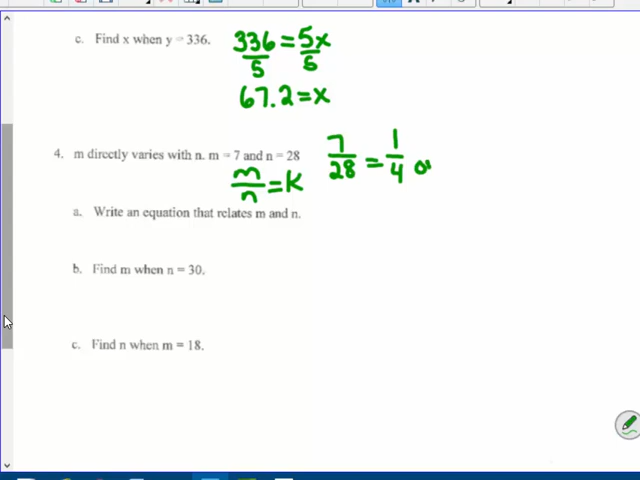 c. Find x when y = 336.
336/5 = 5x/5
67.2 = x
4. m directly varies with n. m = 7 and n = 28
7/28 = 1/4
m/n = K
a. Write an equation that relates m and n.
b. Find m when n = 30.
c. Find n when m = 18.